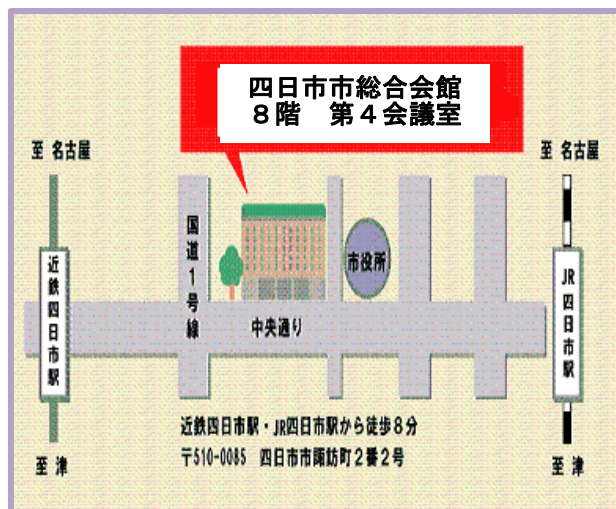 四日市市総合会館
８階　第４会議室
至 名古屋
至 名古屋
国道１号線
市役所
近鉄四日市駅
JR四日市駅
中央通り
近鉄四日市駅・JR四日市駅から徒歩８分
〒510-0085　四日市市諏訪町２番２号
至 津
至 津